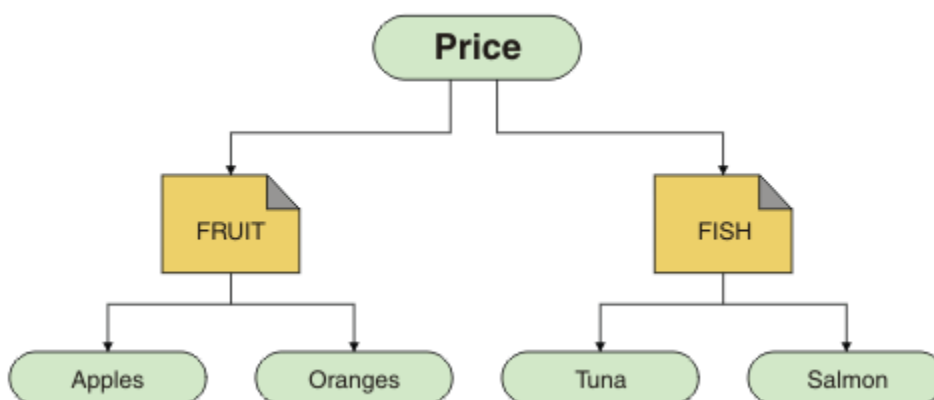 Price
FRUIT
FISH
Apples
Oranges
Tuna
Salmon